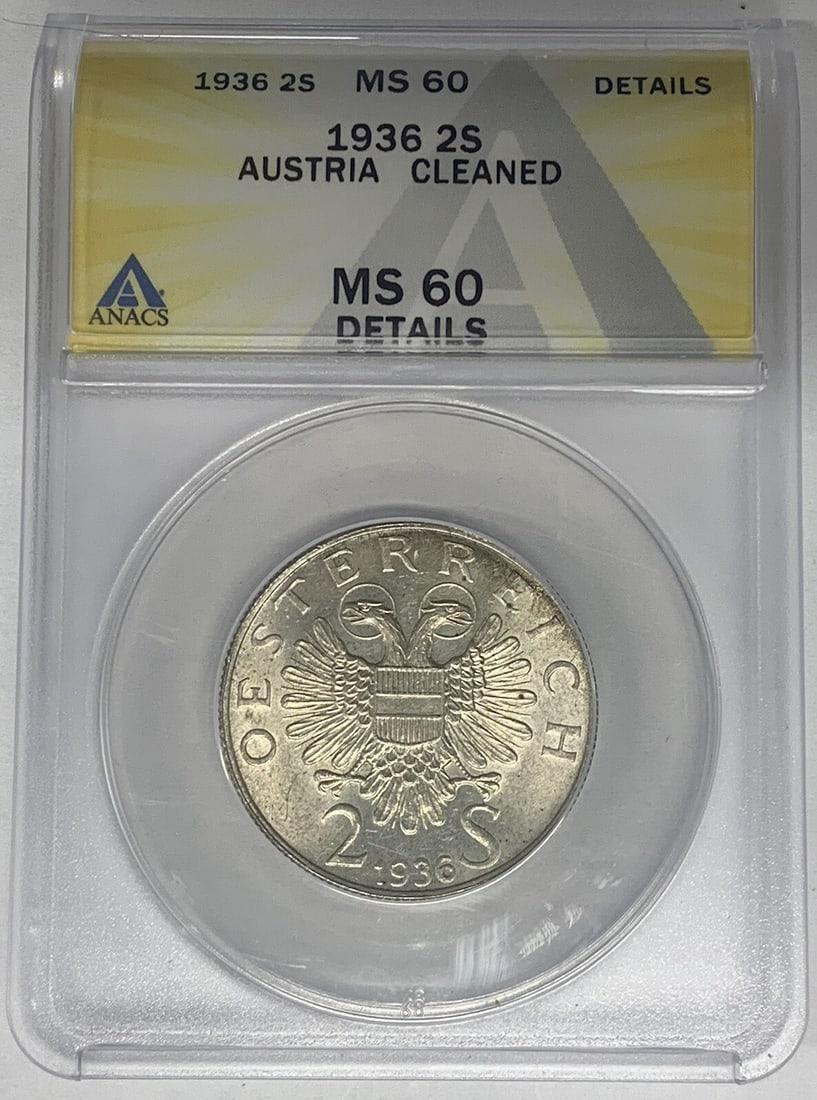 1936 2S MS 60 DETAILS
1936 2S
AUSTRIA CLEANED
MS 60
DETAILS
ANACS
OESTERREICH
2 S
1936